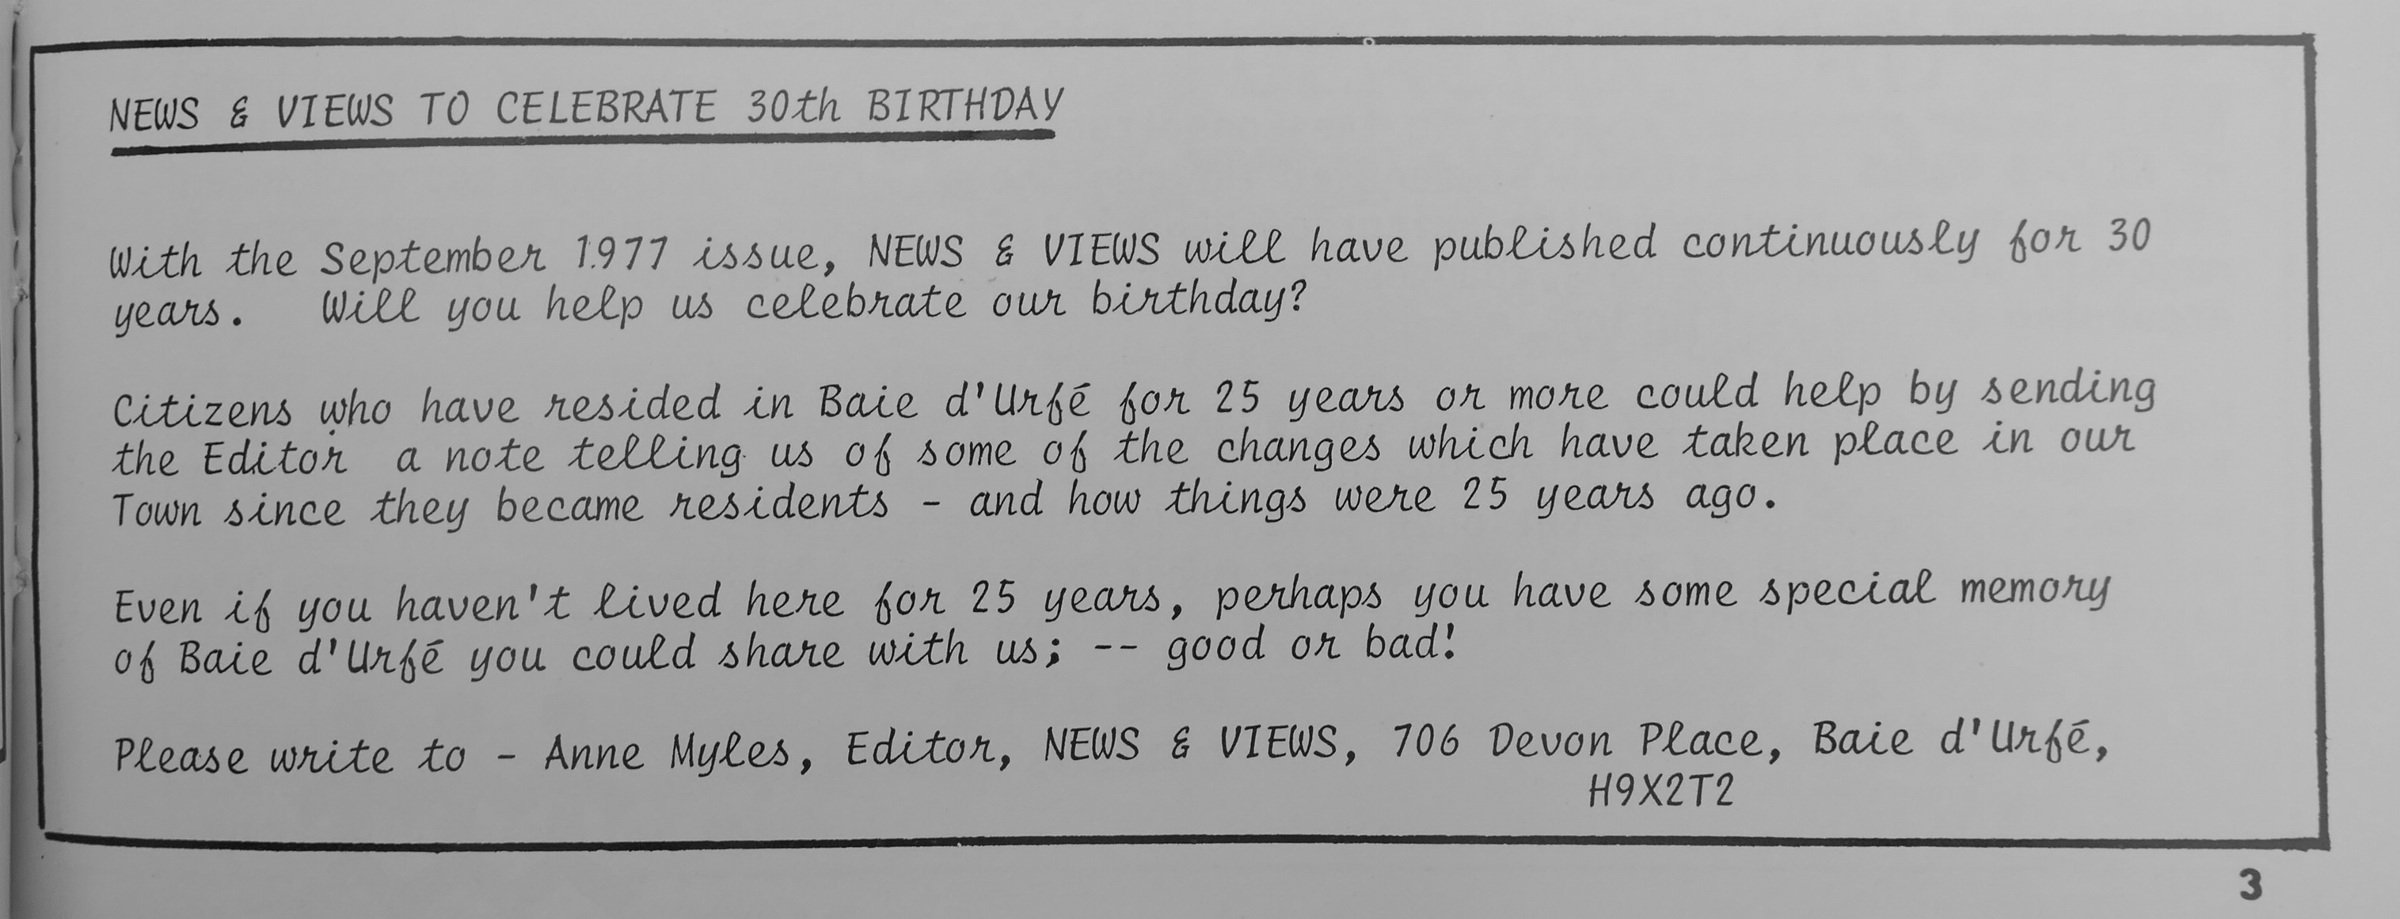 NEWS & VIEWS TO CELEBRATE 30th BIRTHDAY
With the September 1977 issue, NEWS & VIEWS will have published continuously for 30
years. Will you help us celebrate our birthday?
Citizens who have resided in Baie d'Urfé for 25 years or more could help by sending
the Editor a note telling us of some of the changes which have taken place in our
Town since they became residents - and how things were 25 years ago.
Even if you haven't lived here for 25 years, perhaps you have some special memory
of Baie d'Urfé you could share with us; -- good or bad!
Please write to - Anne Myles, Editor, NEWS & VIEWS, 706 Devon Place, Baie d'Urfé,
H9X2T2
3